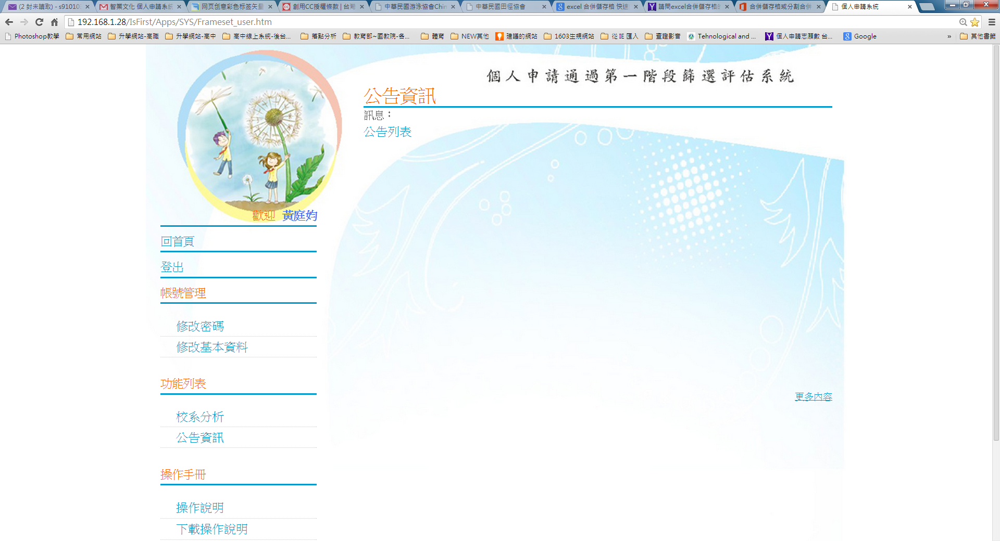 (2 封未讀取) - s91010
智業文化 個人申請系統
网页创意彩色标签矢量
創用CC授權條款 | 台灣
中華民國游泳協會Chin
中華民國田徑協會
excel 合併儲存格 快速
請問excel合併儲存格的
合併儲存格或分割合併
個人申請系統
192.168.1.28/IsFirst/Apps/SYS/Frameset_user.htm
Photoshop教學
常用網站
升學網站-高職
升學網站-高中
高中線上系統-後台...
落點分析
教育部~國教院-各...
體育
NEW其他
建議的網站
1603生規網站
從 IE 匯入
查證影音
Tehnological and ...
個人申請志願數 台...
Google
»
其他書籤
個人申請通過第一階段篩選評估系統
公告資訊
訊息：
公告列表
歡迎 黃庭妁
回首頁
登出
帳號管理
修改密碼
修改基本資料
功能列表
校系分析
公告資訊
更多內容
操作手冊
操作說明
下載操作說明